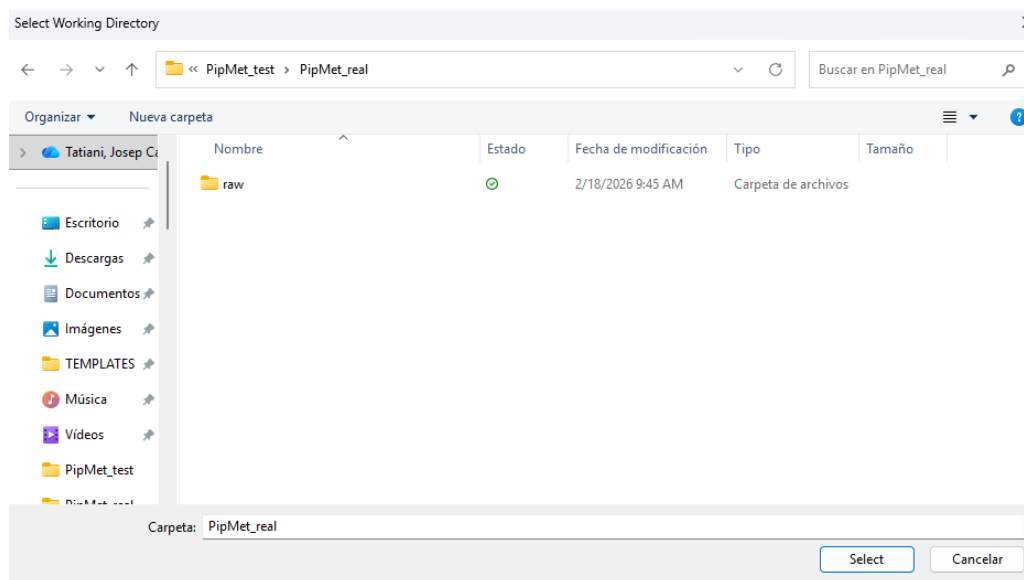 Select Working Directory
« PipMet_test › PipMet_real
Buscar en PipMet_real
Organizar
Nueva carpeta
Tatiani, Josep Ca
Nombre
Estado
Fecha de modificación
Tipo
Tamaño
raw
2/18/2026 9:45 AM
Carpeta de archivos
Escritorio
Descargas
Documentos
Imágenes
TEMPLATES
Música
Vídeos
PipMet_test
PipMet_real
Carpeta:
PipMet_real
Select
Cancelar